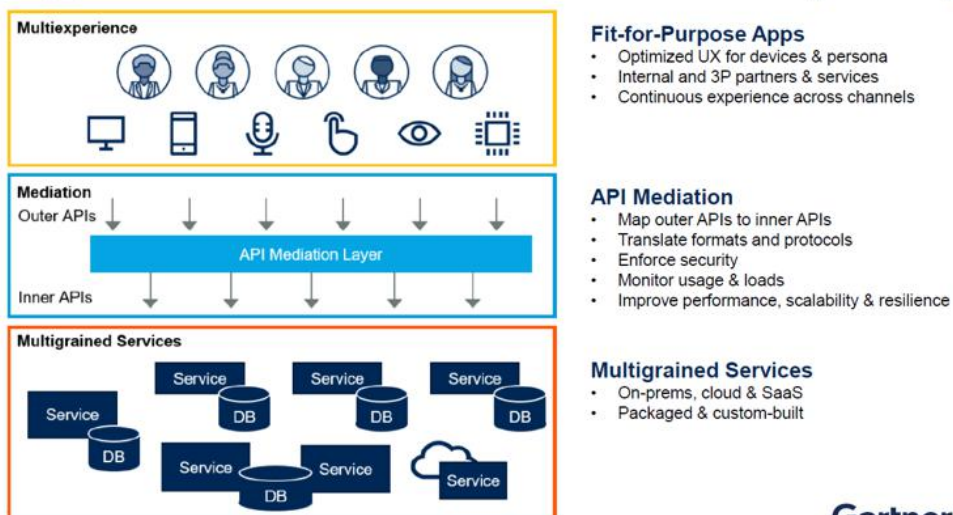 Multiexperience
Fit-for-Purpose Apps
• Optimized UX for devices & persona
• Internal and 3P partners & services
• Continuous experience across channels
Mediation
Outer APIs
API Mediation Layer
Inner APIs
API Mediation
• Map outer APIs to inner APIs
• Translate formats and protocols
• Enforce security
• Monitor usage & loads
• Improve performance, scalability & resilience
Multigrained Services
Service
DB
Service
DB
Service
DB
Service
DB
Service
Service
DB
Service
Multigrained Services
• On-prems, cloud & SaaS
• Packaged & custom-built
Gartner